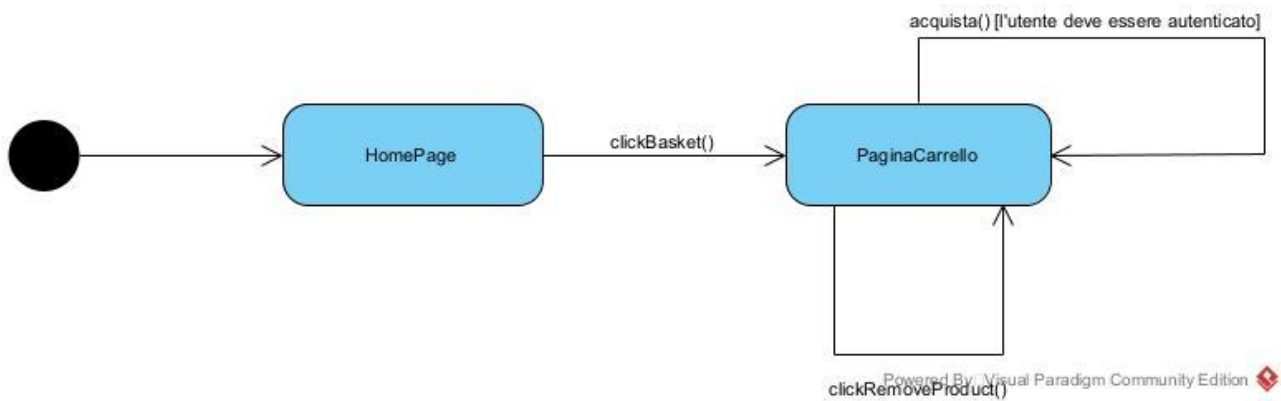 acquista() [l'utente deve essere autenticato]
HomePage
clickBasket()
PaginaCarrello
Powered By Visual Paradigm Community Edition
clickRemoveProduct()